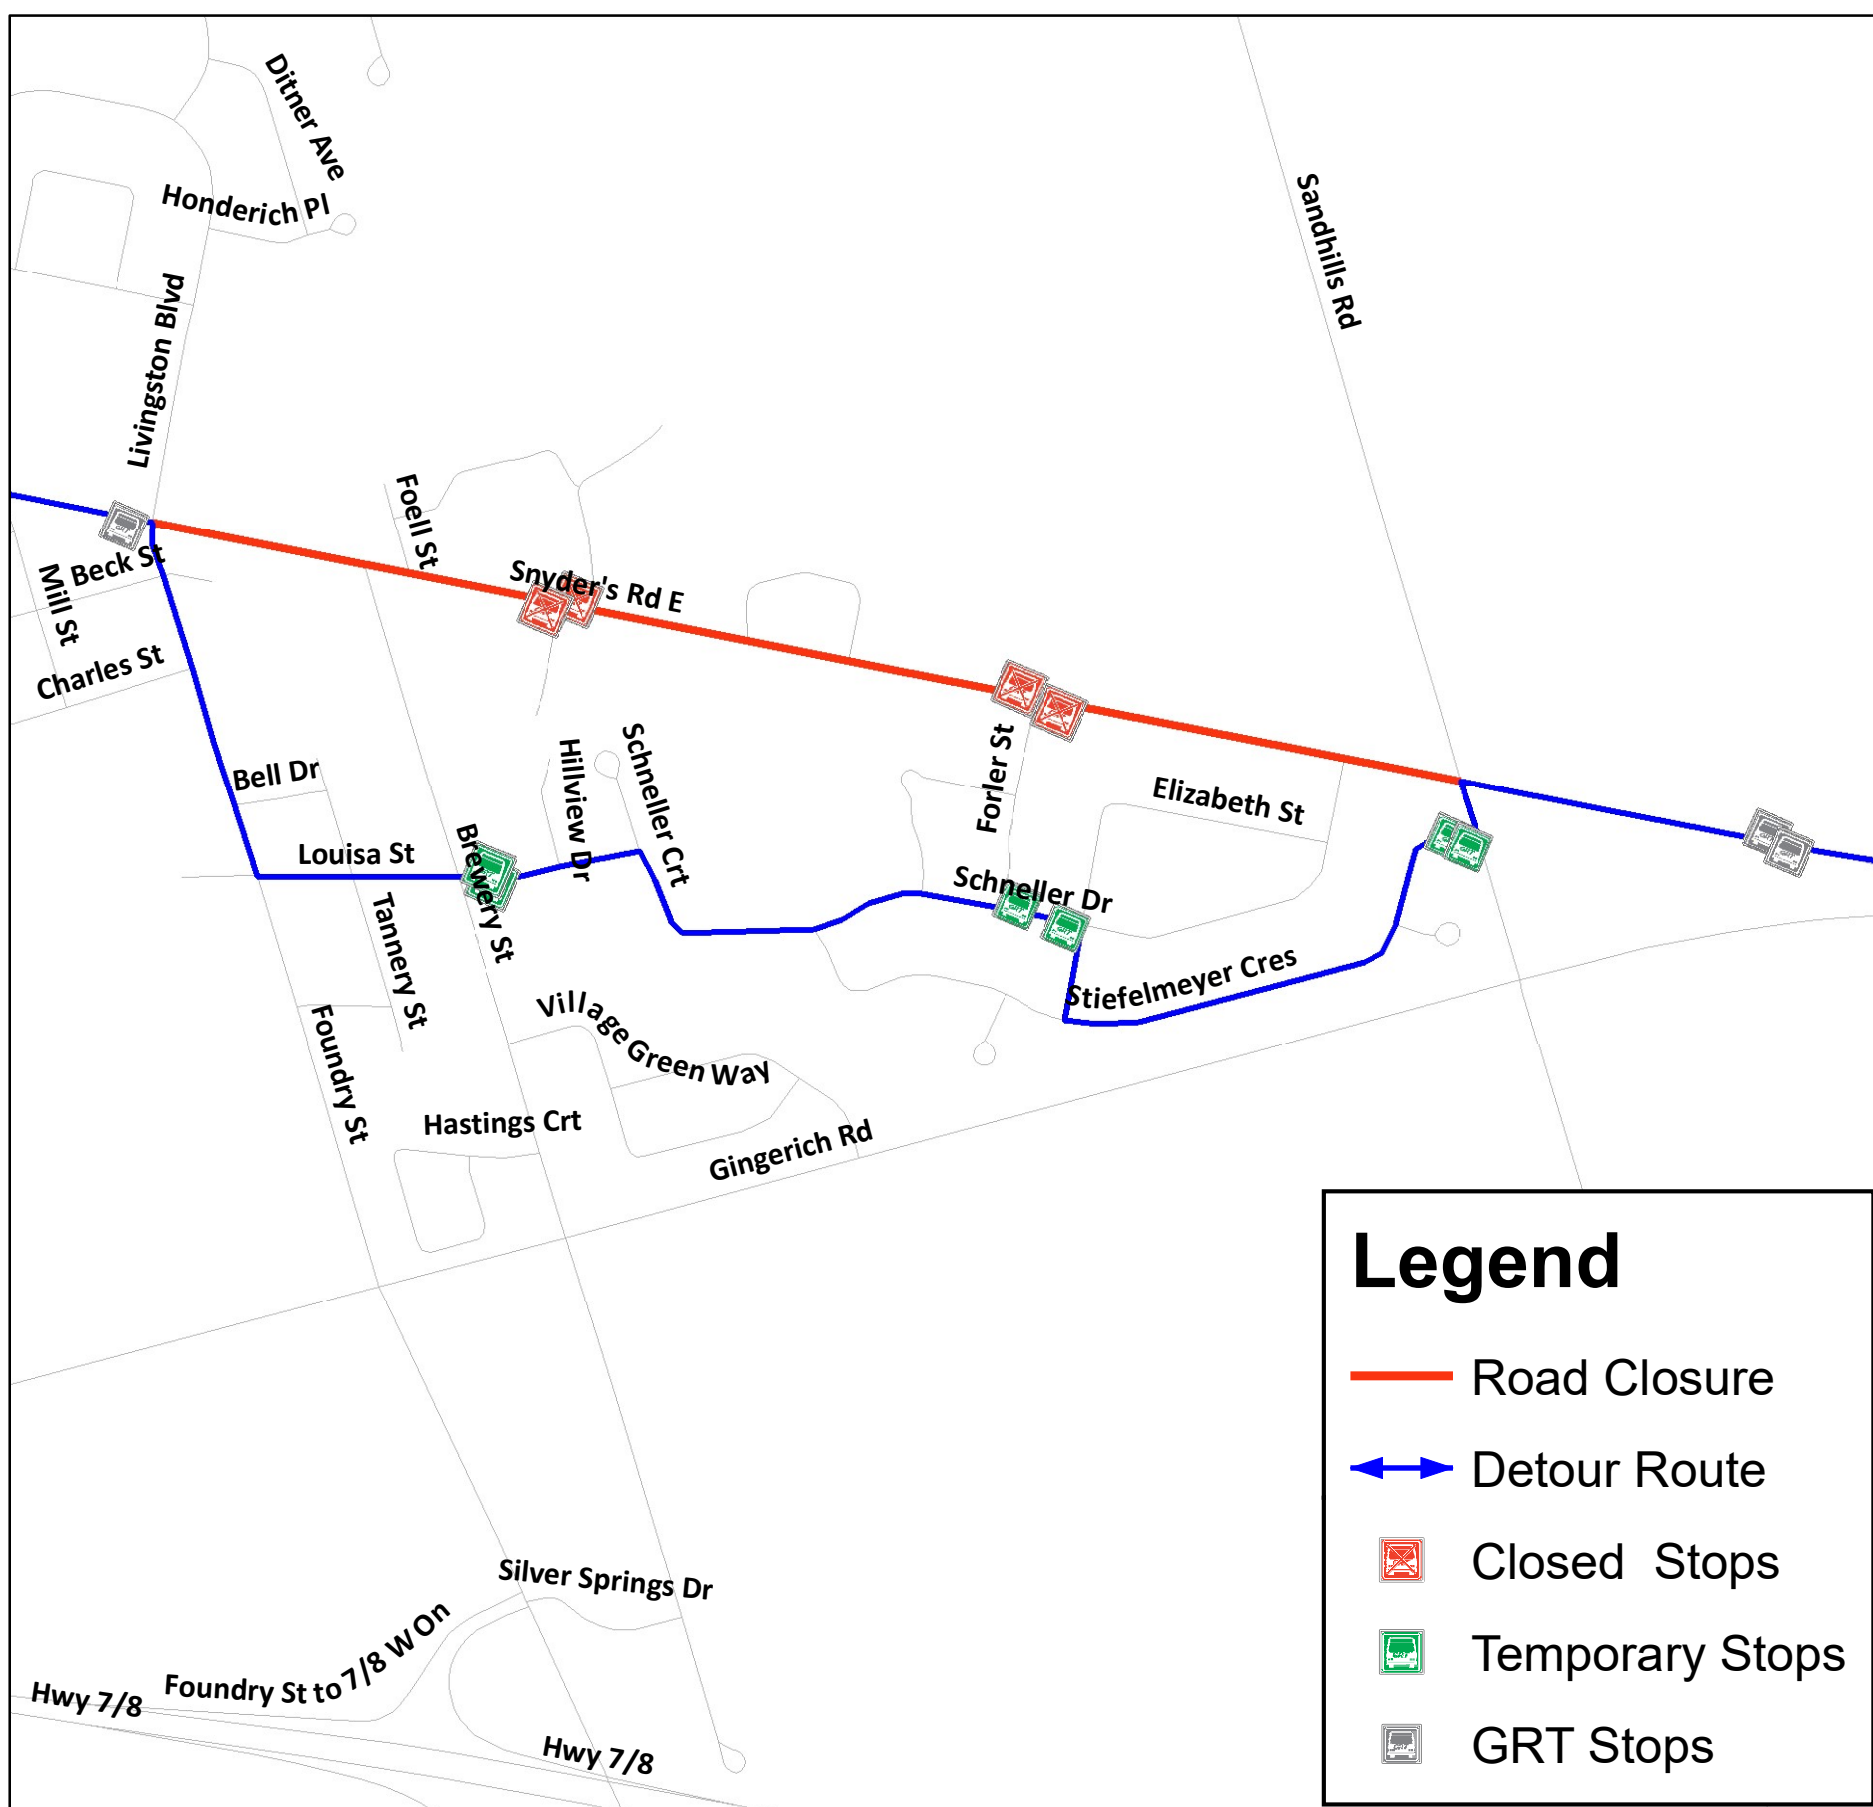 Ditner Ave
Honderich Pl
Sandhills Rd
Livingston Blvd
Foell St
Beck St
Mill St
Snyder's Rd E
Charles St
Bell Dr
Hillview Dr
Schneller Crt
Forler St
Elizabeth St
Louisa St
Brewery St
Schneller Dr
Tannery St
Stiefelmeyer Cres
Village Green Way
Foundry St
Hastings Crt
Gingerich Rd
Silver Springs Dr
Foundry St to 7/8 W On
Hwy 7/8
Hwy 7/8
Legend
Road Closure
Detour Route
Closed Stops
Temporary Stops
GRT Stops